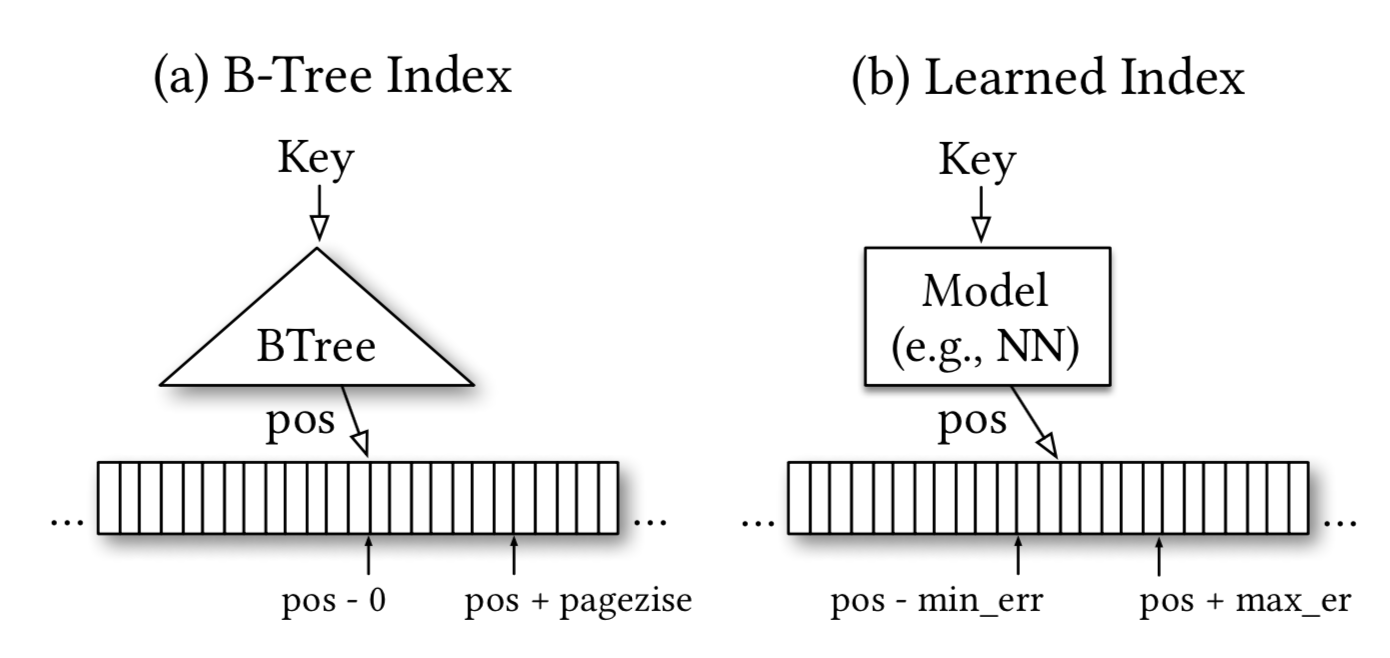 (a) B-Tree Index
Key
BTree
pos
... ...
pos - 0 pos + pagezise
(b) Learned Index
Key
Model
(e.g., NN)
pos
... ...
pos - min_err pos + max_er